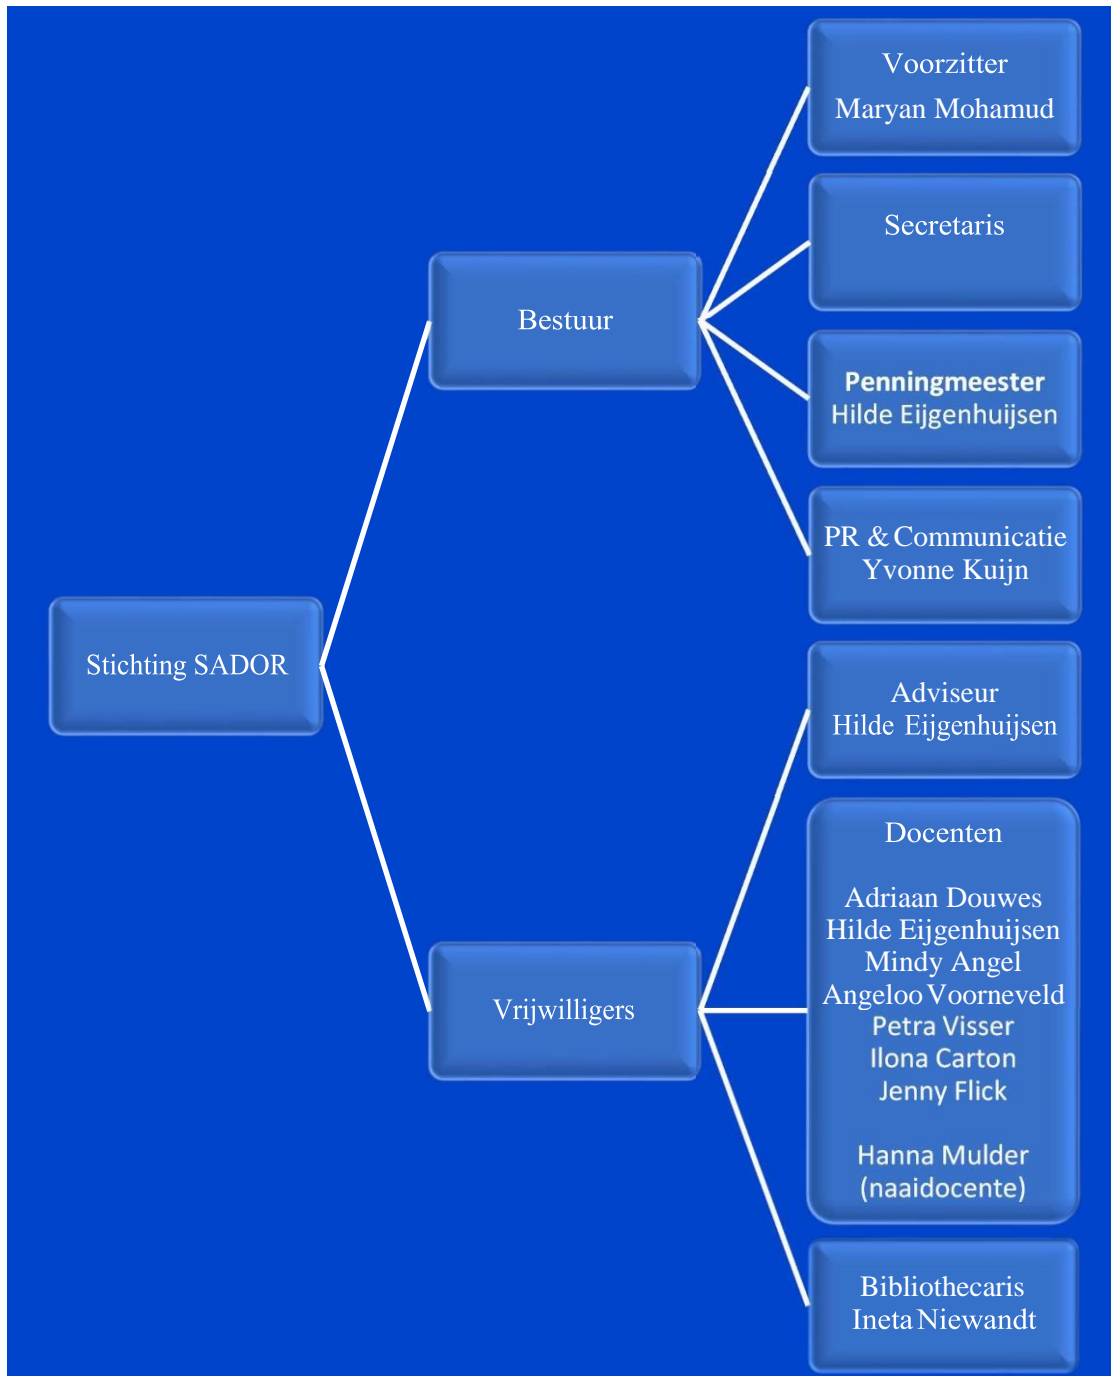 Stichting SADOR
Bestuur
Voorzitter
Maryan Mohamud
Secretaris
Penningmeester
Hilde Eijgenhuijsen
PR & Communicatie
Yvonne Kuijn
Vrijwilligers
Adviseur
Hilde Eijgenhuijsen
Docenten
Adriaan Douwes
Hilde Eijgenhuijsen
Mindy Angel
Angeloo Voorneveld
Petra Visser
Ilona Carton
Jenny Flick
Hanna Mulder
(naaidocente)
Bibliothecaris
Ineta Niewandt